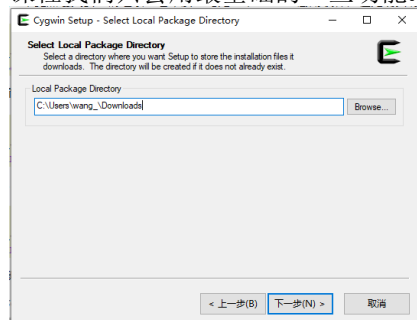 Cygwin Setup - Select Local Package Directory
Select Local Package Directory
Select a directory where you want Setup to store the installation files it
downloads. The directory will be created if it does not already exist.
Local Package Directory
C:\Users\wang_\Downloads
Browse...
< 上一步(B)
下一步(N) >
取消